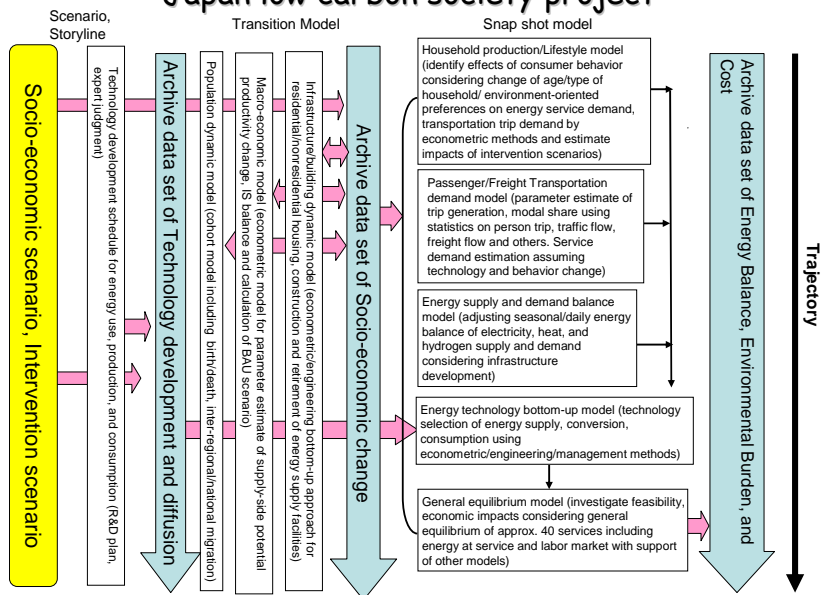 Japan low carbon society project
Scenario,
Storyline
Transition Model
Snap shot model
Socio-economic scenario, Intervention scenario
Technology development schedule for energy use, production, and consumption (R&D plan,
expert judgment)
Archive data set of Technology development and diffusion
Population dynamic model (cohort model including birth/death, inter-regional/national migration)
Macro-economic model (econometric model for parameter estimate of supply-side potential
productivity change, IS balance and calculation of BAU scenario)
Infrastructure/building dynamic model (econometric/engineering bottom-up approach for
residential/nonresidential housing, construction and retirement of energy supply facilities)
Archive data set of Socio-economic change
Household production/Lifestyle model
(identify effects of consumer behavior
considering change of age/type of
household/ environment-oriented
preferences on energy service demand,
transportation trip demand by
econometric methods and estimate
impacts of intervention scenarios)
Passenger/Freight Transportation
demand model (parameter estimate of
trip generation, modal share using
statistics on person trip, traffic flow,
freight flow and others. Service
demand estimation assuming
technology and behavior change)
Energy supply and demand balance
model (adjusting seasonal/daily energy
balance of electricity, heat, and
hydrogen supply and demand
considering infrastructure
development)
Energy technology bottom-up model (technology
selection of energy supply, conversion,
consumption using
econometric/engineering/management methods)
General equilibrium model (investigate feasibility,
economic impacts considering general
equilibrium of approx. 40 services including
energy at service and labor market with support
of other models)
Archive data set of Energy Balance, Environmental Burden, and
Cost
Trajectory